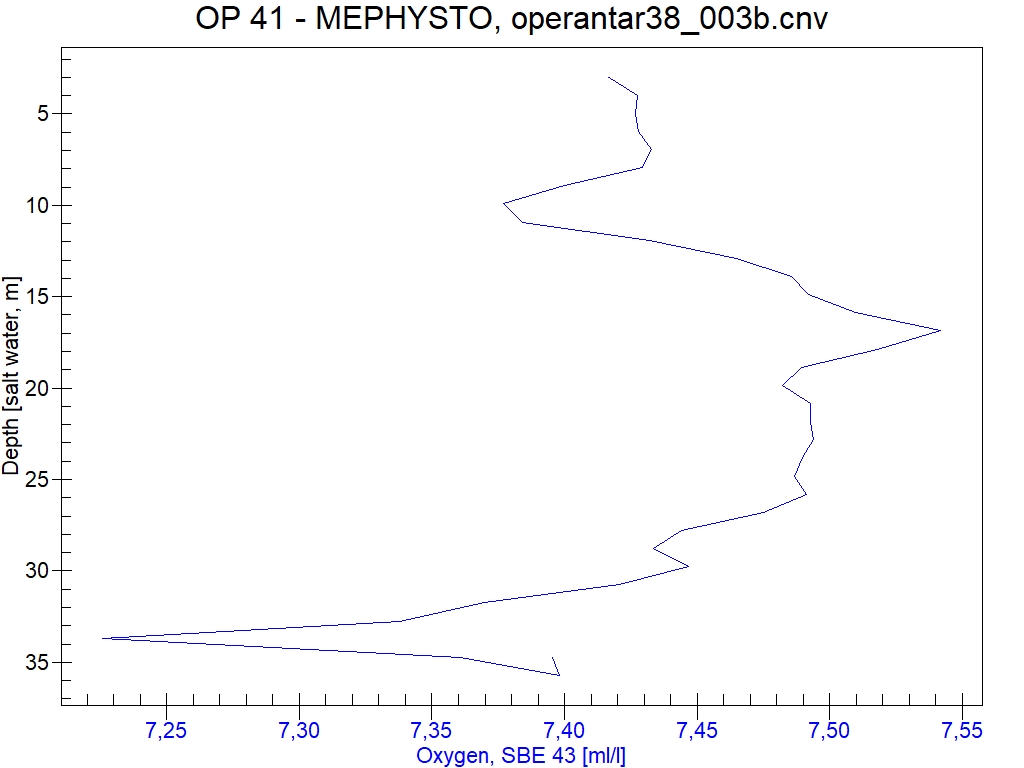 OP 41 - MEPHYSTO, operantar38_003b.cnv
5
10
15
20
25
30
35
Depth [salt water, m]
7,25 7,30 7,35 7,40 7,45 7,50 7,55
Oxygen, SBE 43 [ml/l]